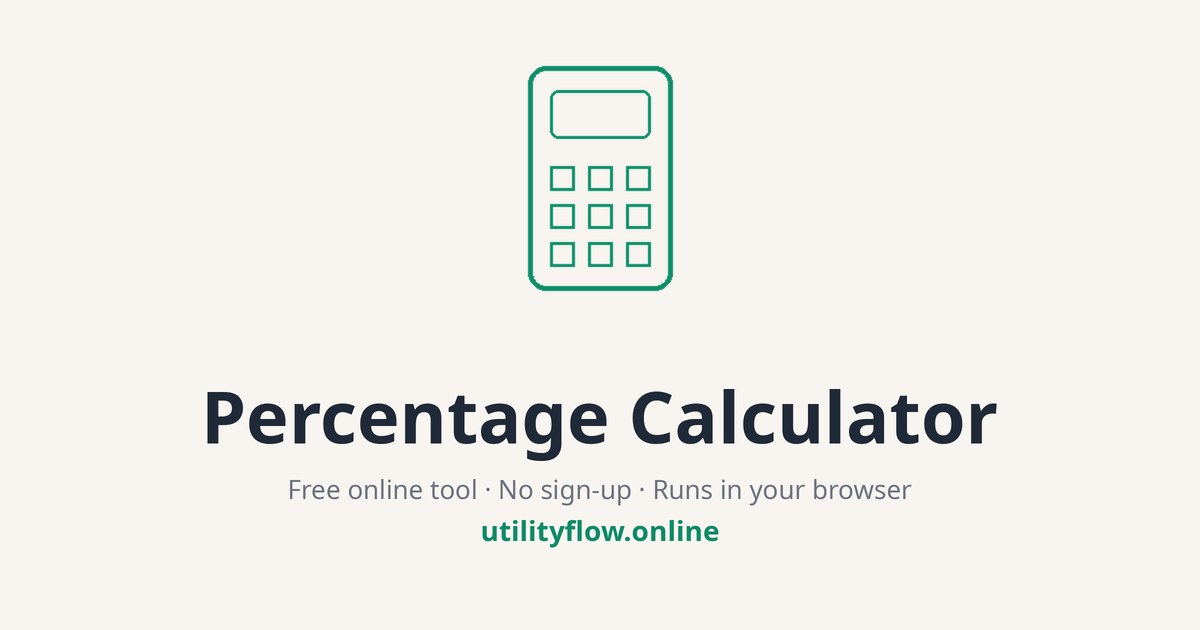 Percentage Calculator
Free online tool · No sign-up · Runs in your browser
utilityflow.online